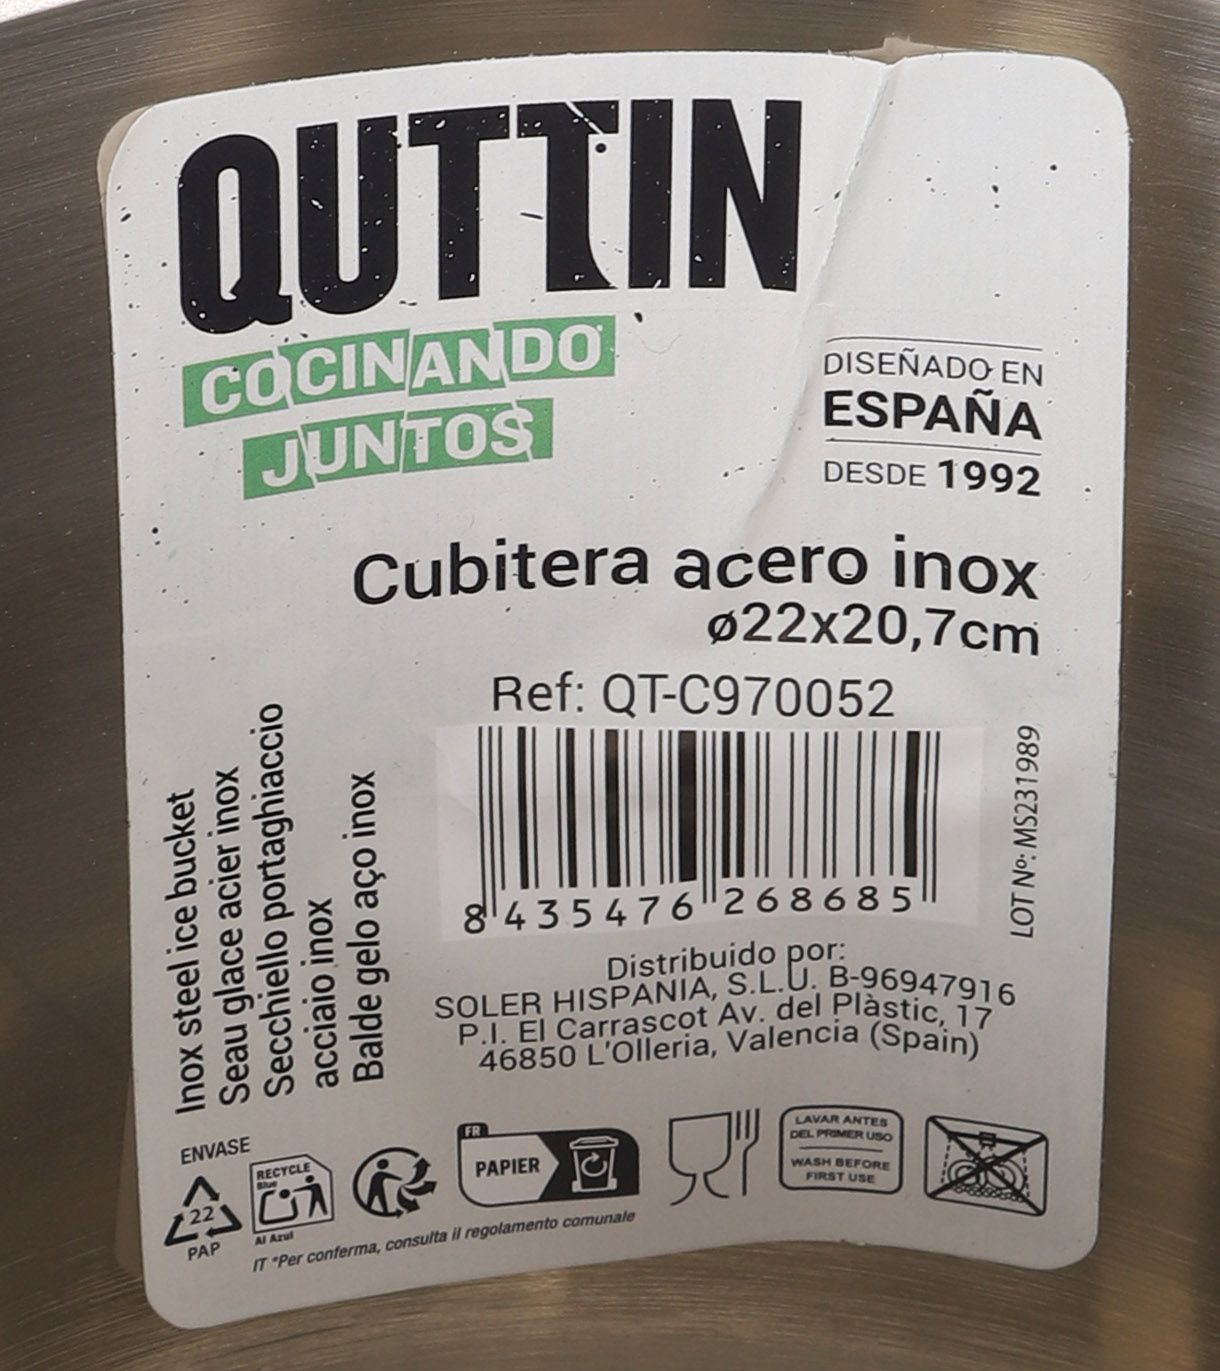 QUTTIN
COCINANDO
JUNTOS
DISEÑADO EN
ESPAÑA
DESDE 1992
Cubitera acero inox
ø22x20,7cm
Ref: QT-C970052
8 435476 268685
LOT Nº: MS231989
Inox steel ice bucket
Seau glace acier inox
Secchiello portaghiaccio
acciaio inox
Balde gelo aço inox
Distribuido por:
SOLER HISPANIA, S.L.U. B-96947916
P.I. El Carrascot Av. del Plàstic, 17
46850 L'Olleria, Valencia (Spain)
ENVASE
22
PAP
RECYCLE
Blue
Al Azul
FR
PAPIER
LAVAR ANTES
DEL PRIMER USO
WASH BEFORE
FIRST USE
IT *Per conferma, consulta il regolamento comunale